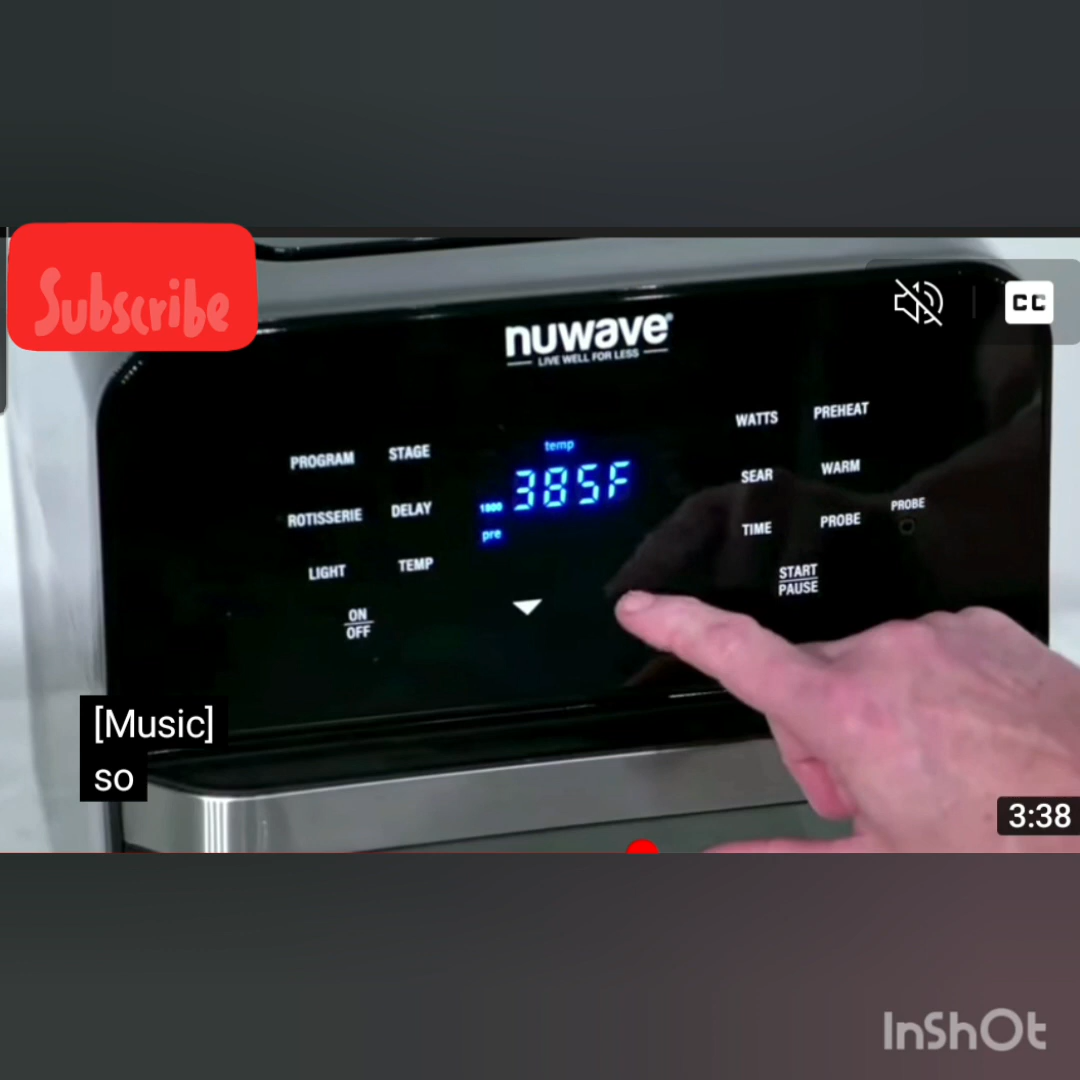 Subscribe
CC
nuwave®
LIVE WELL FOR LESS
PROGRAM
STAGE
ROTISSERIE
DELAY
LIGHT
TEMP
ON
OFF
temp
385F
1800
pre
WATTS
PREHEAT
SEAR
WARM
TIME
PROBE
PROBE
START
PAUSE
[Music]
so
3:38
InShOt